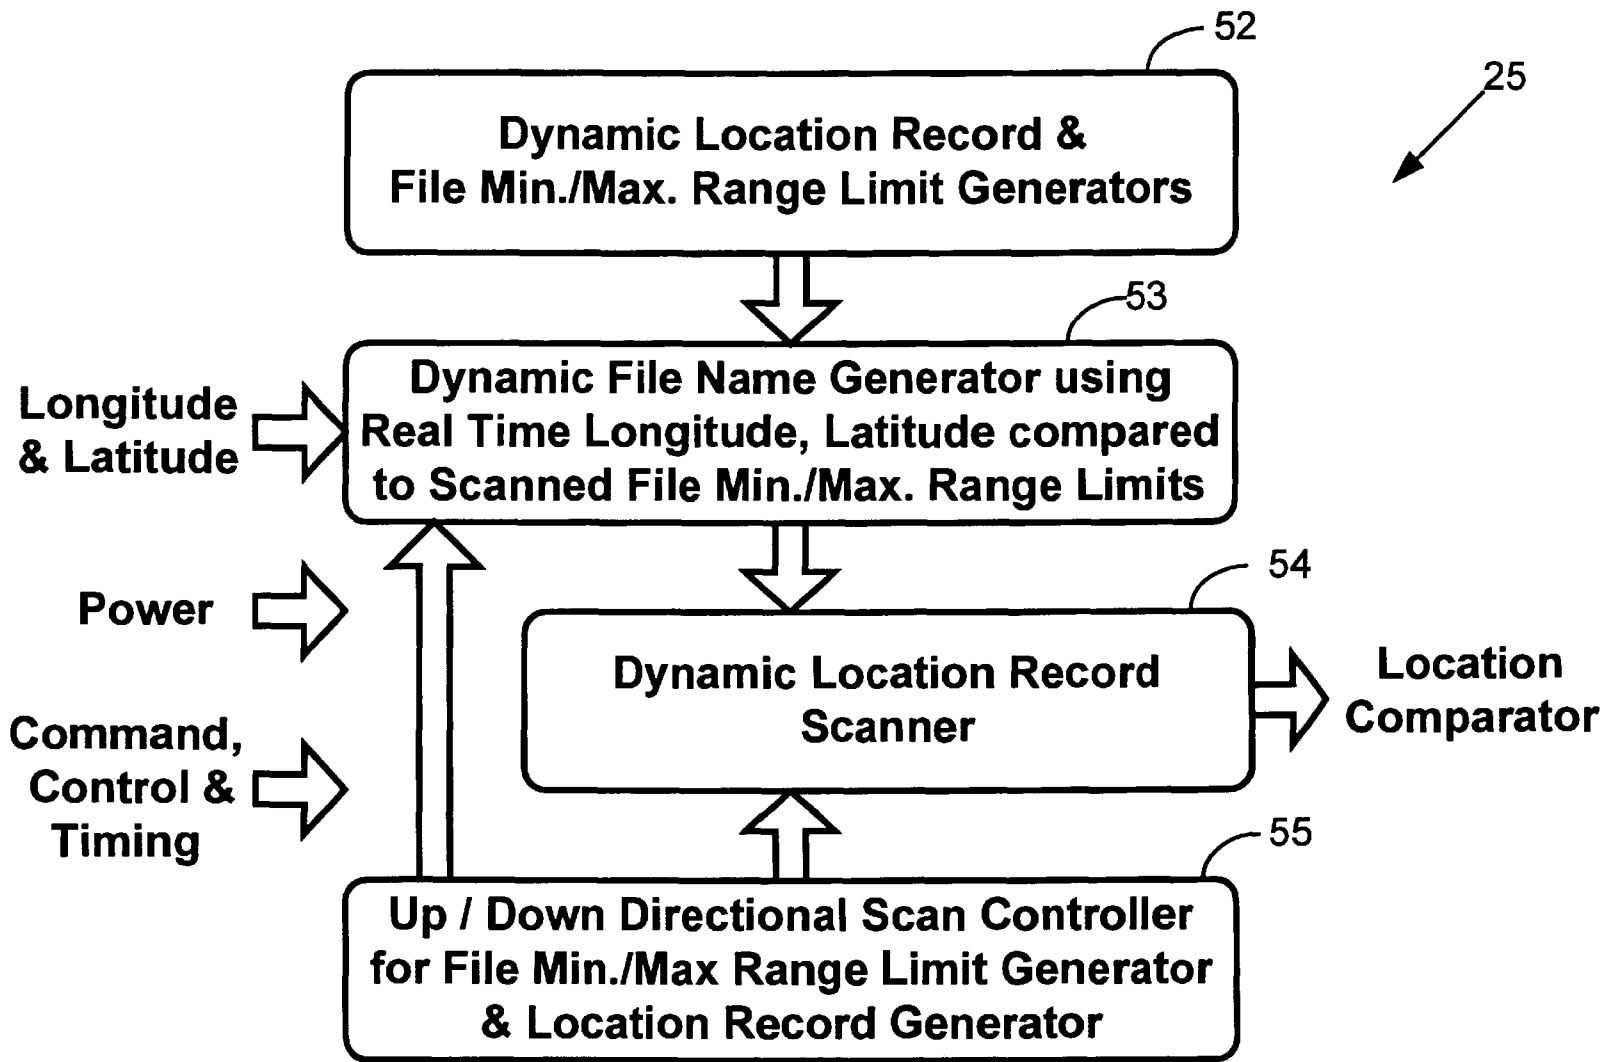 52
25
Dynamic Location Record &
File Min./Max. Range Limit Generators
53
Dynamic File Name Generator using
Real Time Longitude, Latitude compared
to Scanned File Min./Max. Range Limits
Longitude
& Latitude
54
Power
Dynamic Location Record
Scanner
Location
Comparator
Command,
Control &
Timing
55
Up / Down Directional Scan Controller
for File Min./Max Range Limit Generator
& Location Record Generator